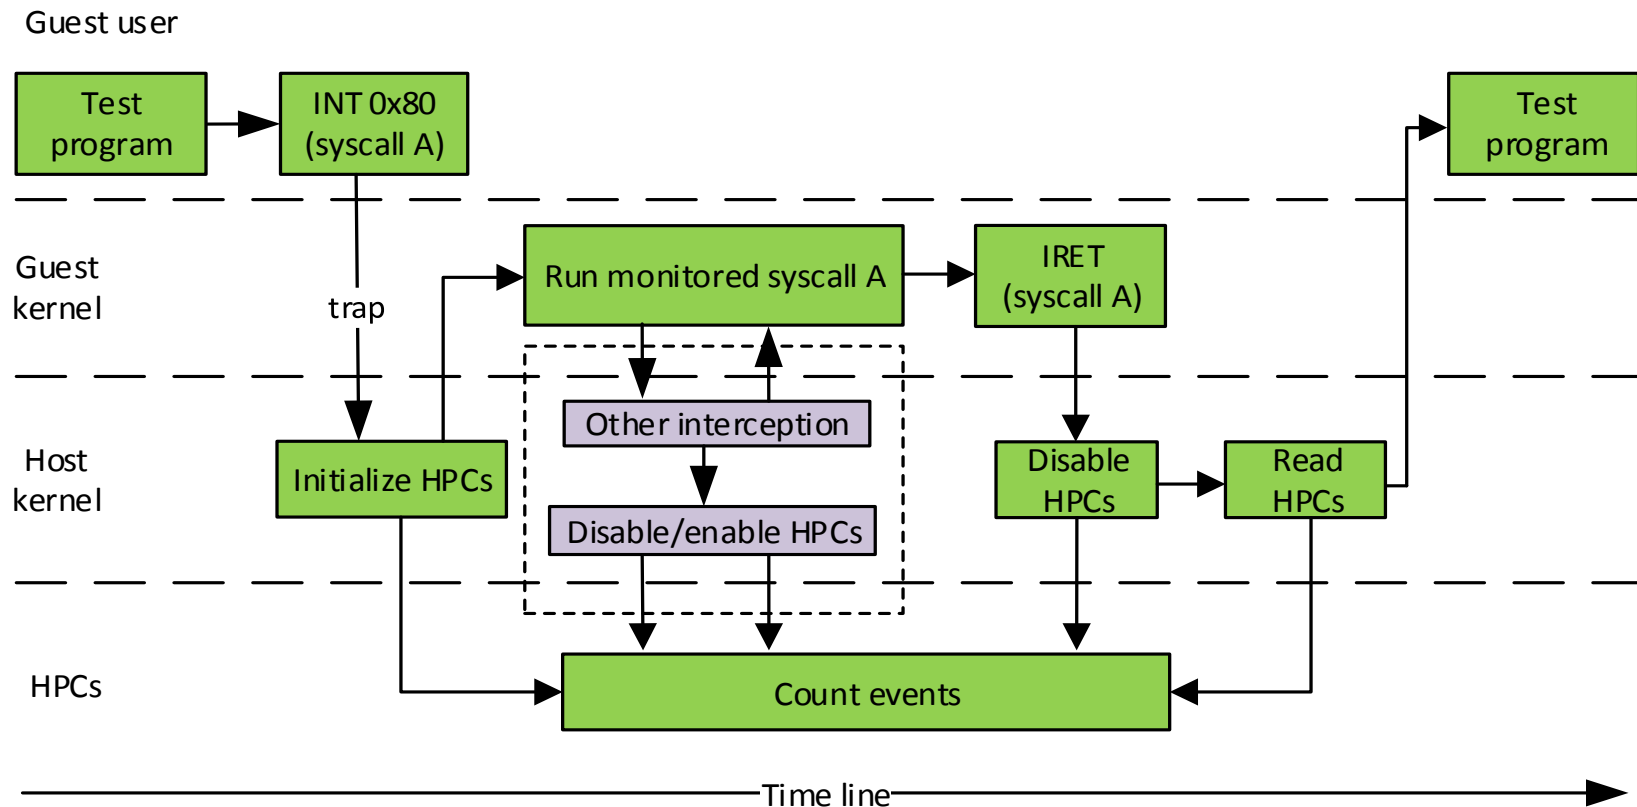 Guest user
Test
program
INT 0x80
(syscall A)
Test
program
Guest
kernel
trap
Run monitored syscall A
IRET
(syscall A)
Host
kernel
Initialize HPCs
Other interception
Disable/enable HPCs
Disable
HPCs
Read
HPCs
HPCs
Count events
Time line